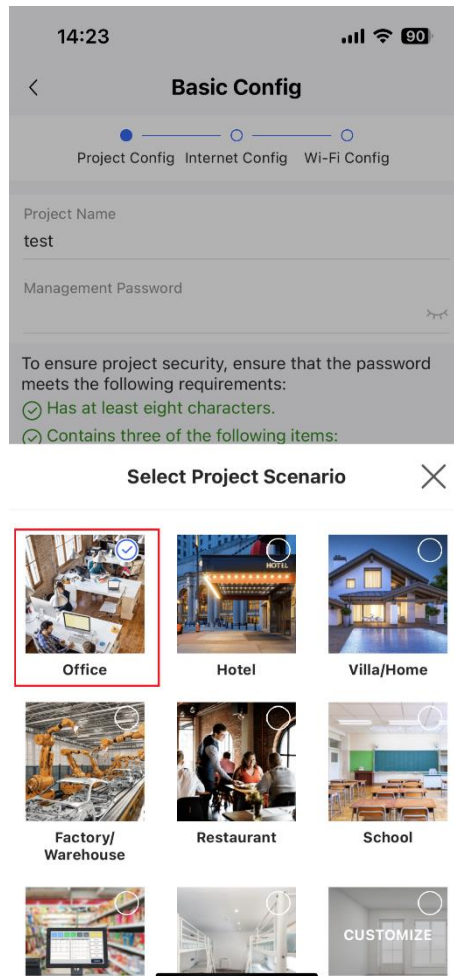 14:23
90
Basic Config
Project Config Internet Config Wi-Fi Config
Project Name
test
Management Password
To ensure project security, ensure that the password
meets the following requirements:
Has at least eight characters.
Contains three of the following items:
Select Project Scenario
HOTEL
Office Hotel Villa/Home
Factory/
Warehouse
Restaurant School
CUSTOMIZE